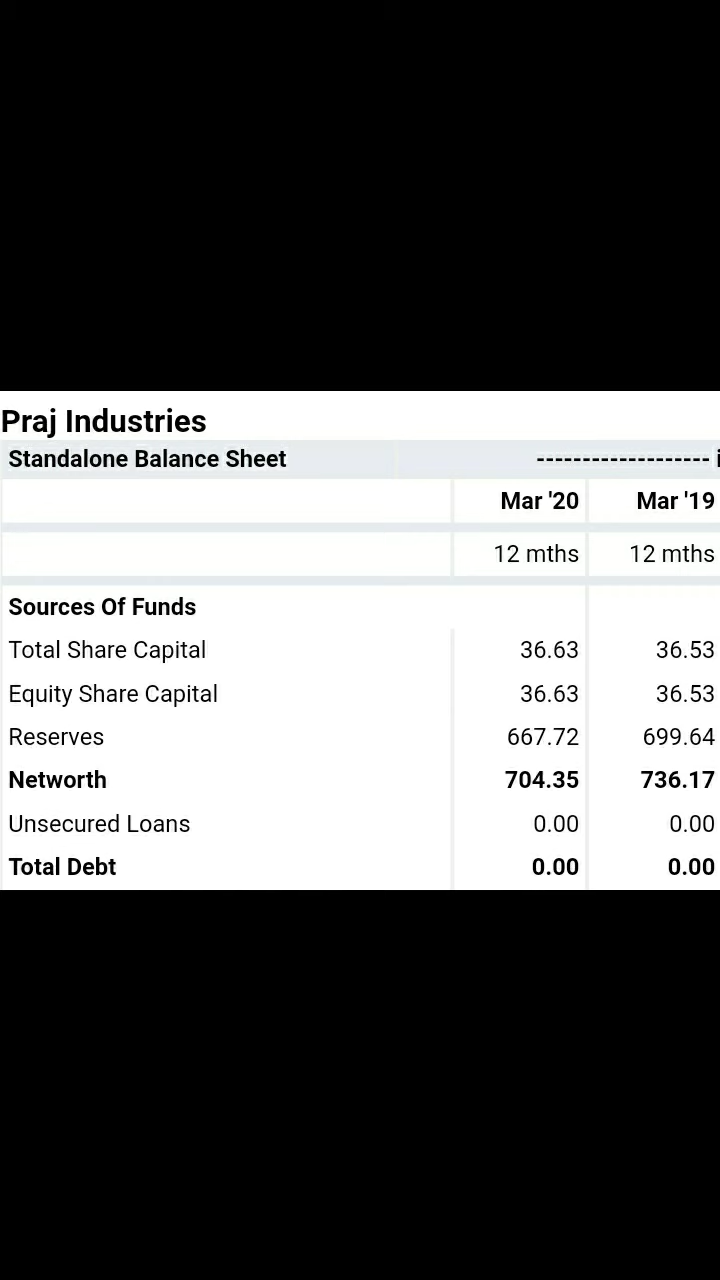 Praj Industries
Standalone Balance Sheet ------------------- i
Mar '20 Mar '19
12 mths 12 mths
Sources Of Funds
Total Share Capital 36.63 36.53
Equity Share Capital 36.63 36.53
Reserves 667.72 699.64
Networth 704.35 736.17
Unsecured Loans 0.00 0.00
Total Debt 0.00 0.00